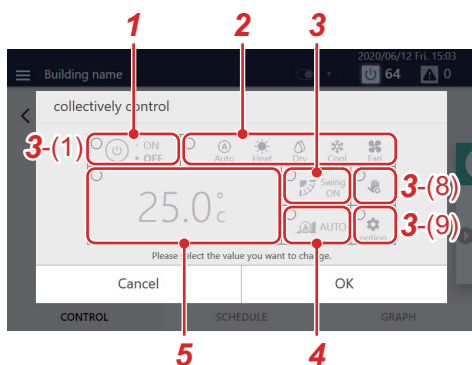 1 2 3
2020/06/12 Fri. 15:03
Building name 64 0
collectively control
3-(1) ON
OFF
Auto Heat Dry Cool Fan
Swing
ON
3-(8)
25.0°c
AUTO
option
3-(9)
Please select the value you want to change.
Cancel OK
CONTROL SCHEDULE GRAPH
5 4